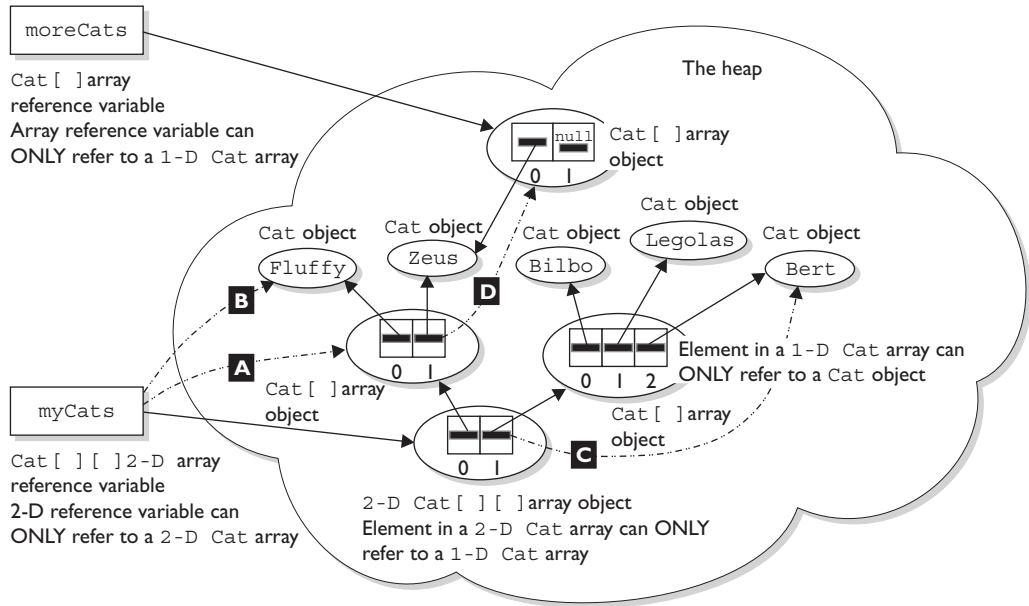 moreCats
Cat [ ] array
reference variable
Array reference variable can
ONLY refer to a 1-D Cat array
The heap
null
0 1
Cat [ ] array
object
Cat object
Fluffy
Cat object
Zeus
Cat object
Bilbo
Cat object
Legolas
Cat object
Bert
B
D
A
0 1
Cat [ ] array
object
0 1 2
Element in a 1-D Cat array can
ONLY refer to a Cat object
Cat [ ] array
object
myCats
Cat [ ] [ ] 2-D array
reference variable
2-D reference variable can
ONLY refer to a 2-D Cat array
0 1
C
2-D Cat [ ] [ ] array object
Element in a 2-D Cat array can ONLY
refer to a 1-D Cat array